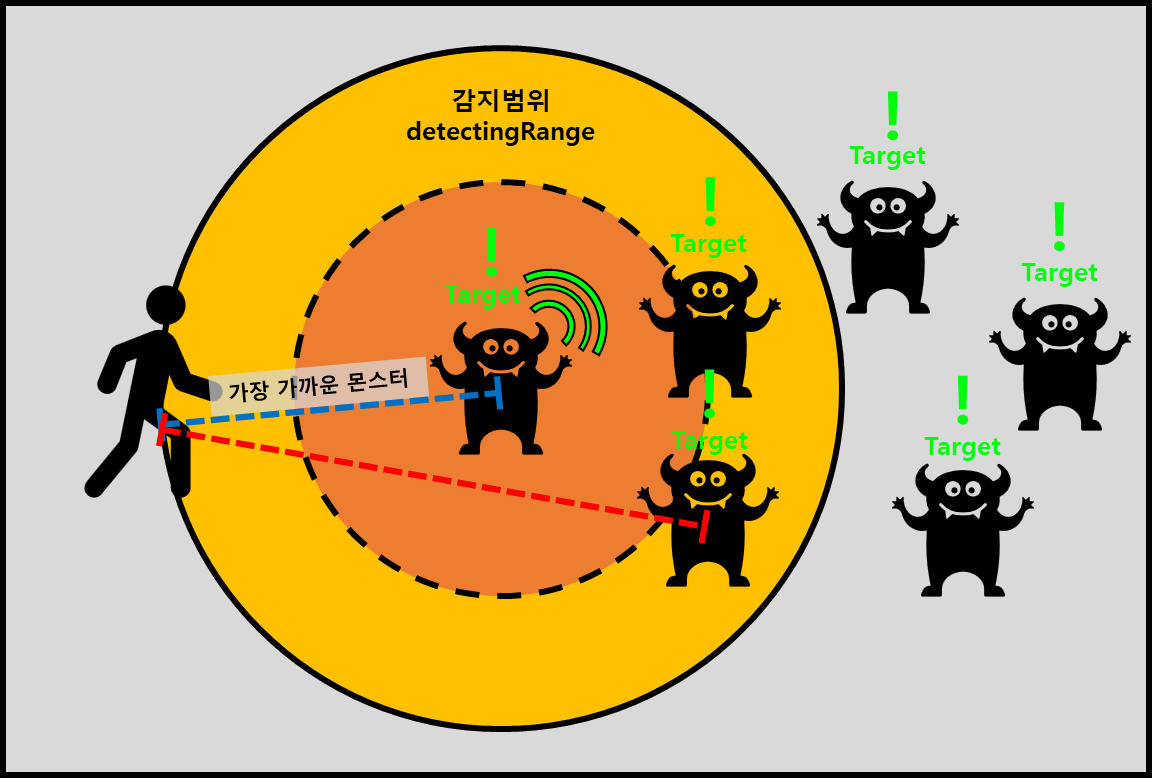 감지범위
detectingRange
!
Target
!
Target
!
Target
!
Target
가장 가까운 몬스터
!
Target
!
Target